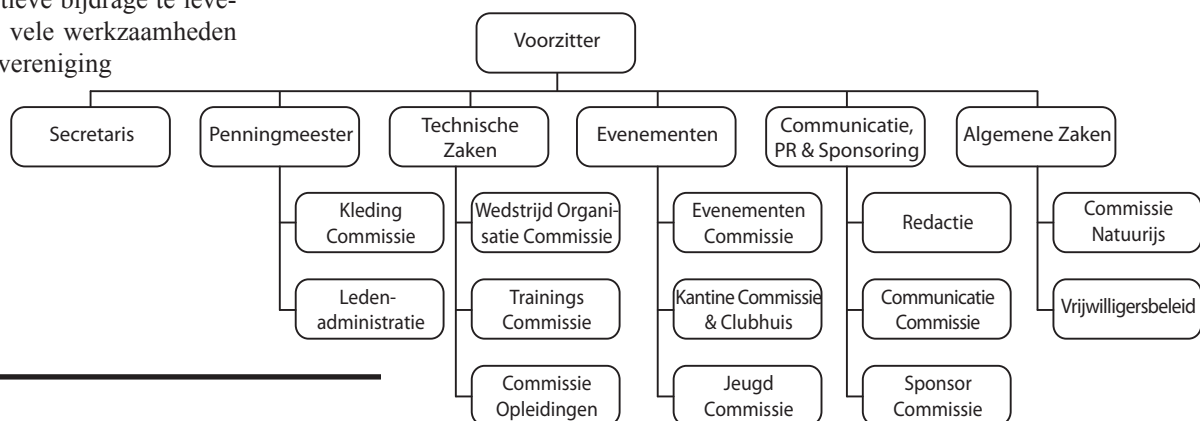 tieve bijdrage te leve-
vele werkzaamheden
vereniging
Voorzitter
Secretaris
Penningmeester
Technische
Zaken
Evenementen
Communicatie,
PR & Sponsoring
Algemene Zaken
Kleding
Commissie
Leden-
administratie
Wedstrijd Organi-
satie Commissie
Trainings
Commissie
Commissie
Opleidingen
Evenementen
Commissie
Kantine Commissie
& Clubhuis
Jeugd
Commissie
Redactie
Communicatie
Commissie
Sponsor
Commissie
Commissie
Natuurijs
Vrijwilligersbeleid